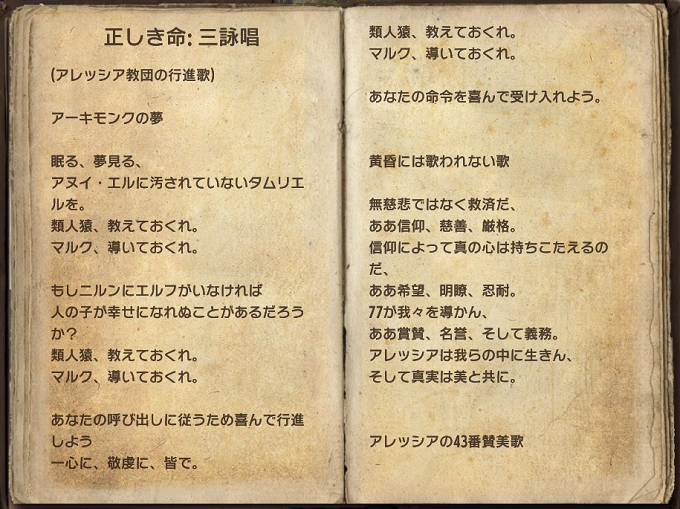 正しき命: 三詠唱
(アレッシア教団の行進歌)
アーキモンクの夢
眠る、夢見る、
アヌイ・エルに汚されていないタムリエ
ルを。
類人猿、教えておくれ。
マルク、導いておくれ。
もしニルンにエルフがいなければ
人の子が幸せになれぬことがあるだろう
か?
類人猿、教えておくれ。
マルク、導いておくれ。
あなたの呼び出しに従うため喜んで行進
しよう
一心に、敬虔に、皆で。
類人猿、教えておくれ。
マルク、導いておくれ。
あなたの命令を喜んで受け入れよう。
黄昏には歌われない歌
無慈悲ではなく救済だ、
ああ信仰、慈善、厳格。
信仰によって真の心は持ちこたえるの
だ、
ああ希望、明瞭、忍耐。
77が我々を導かん、
ああ賞賛、名誉、そして義務。
アレッシアは我らの中に生きん、
そして真実は美と共に。
アレッシアの43番賛美歌